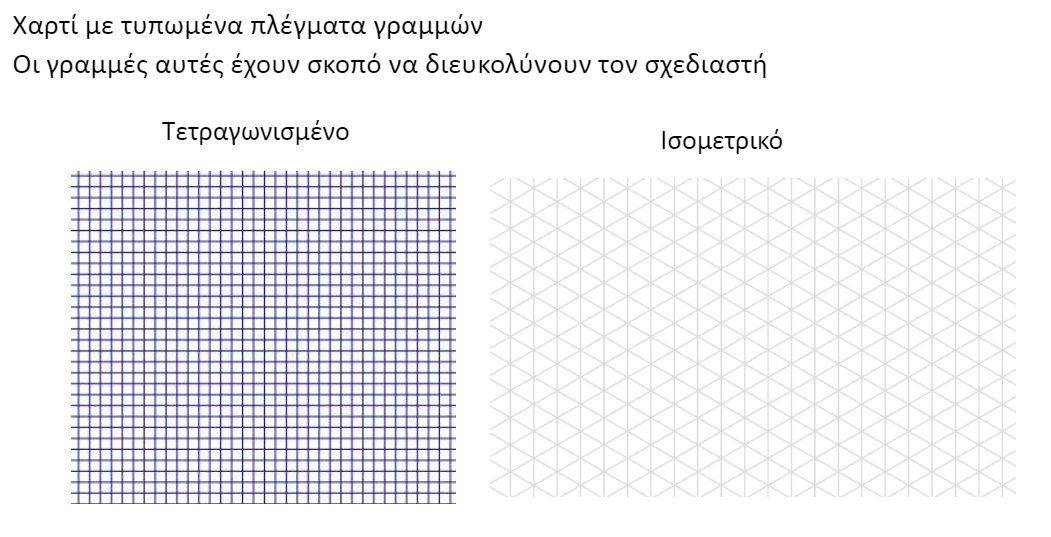 Χαρτί με τυπωμένα πλέγματα γραμμών
Οι γραμμές αυτές έχουν σκοπό να διευκολύνουν τον σχεδιαστή
Τετραγωνισμένο
Ισομετρικό